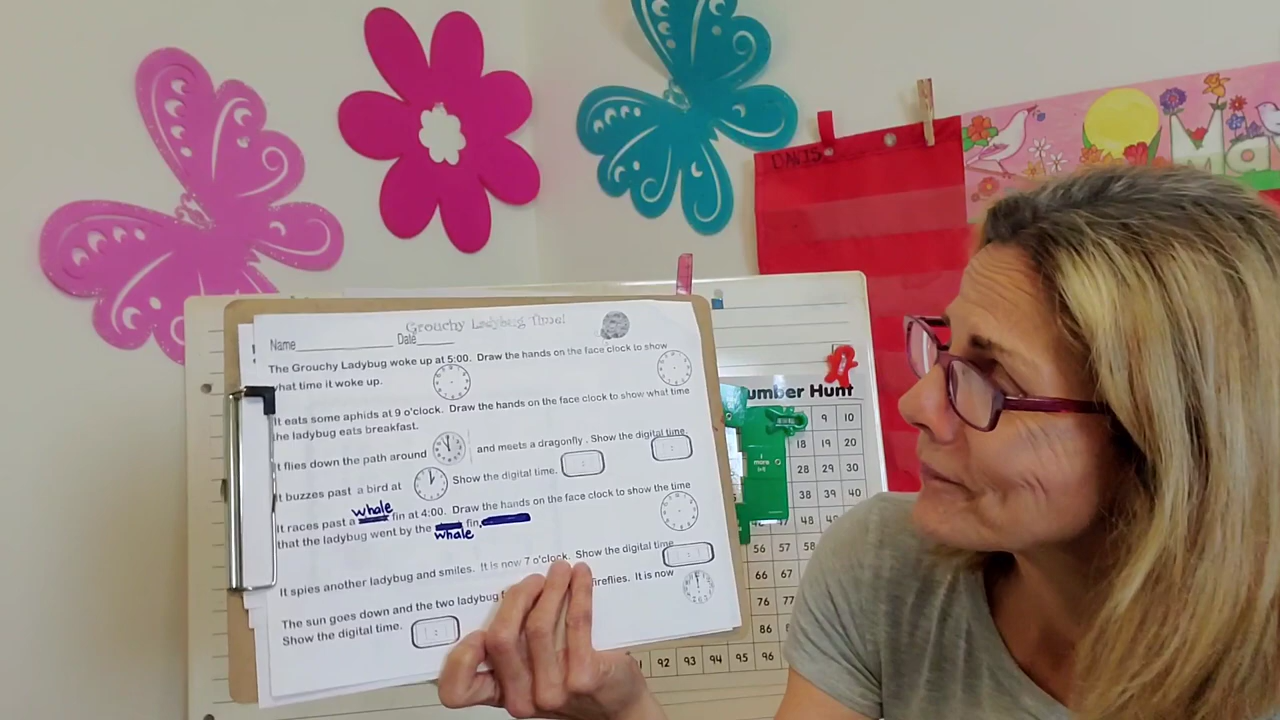 DAVIS
Ma
Grouchy Ladybug Time!
Name Date
The Grouchy Ladybug woke up at 5:00. Draw the hands on the face clock to show
what time it woke up.
It eats some aphids at 9 o'clock. Draw the hands on the face clock to show what time
the ladybug eats breakfast.
It flies down the path around and meets a dragonfly. Show the digital time.
It buzzes past a bird at Show the digital time.
whale
It races past a fin at 4:00. Draw the hands on the face clock to show the time
that the ladybug went by the fin.
whale
It spies another ladybug and smiles. It is now 7 o'clock. Show the digital time
The sun goes down and the two ladybug fireflies. It is now
Show the digital time.
umber Hunt
9 10
18 19 20
28 29 30
38 39 40
1 more
48
56 57 58
66 67
76 77
86 87
92 93 94 95 96